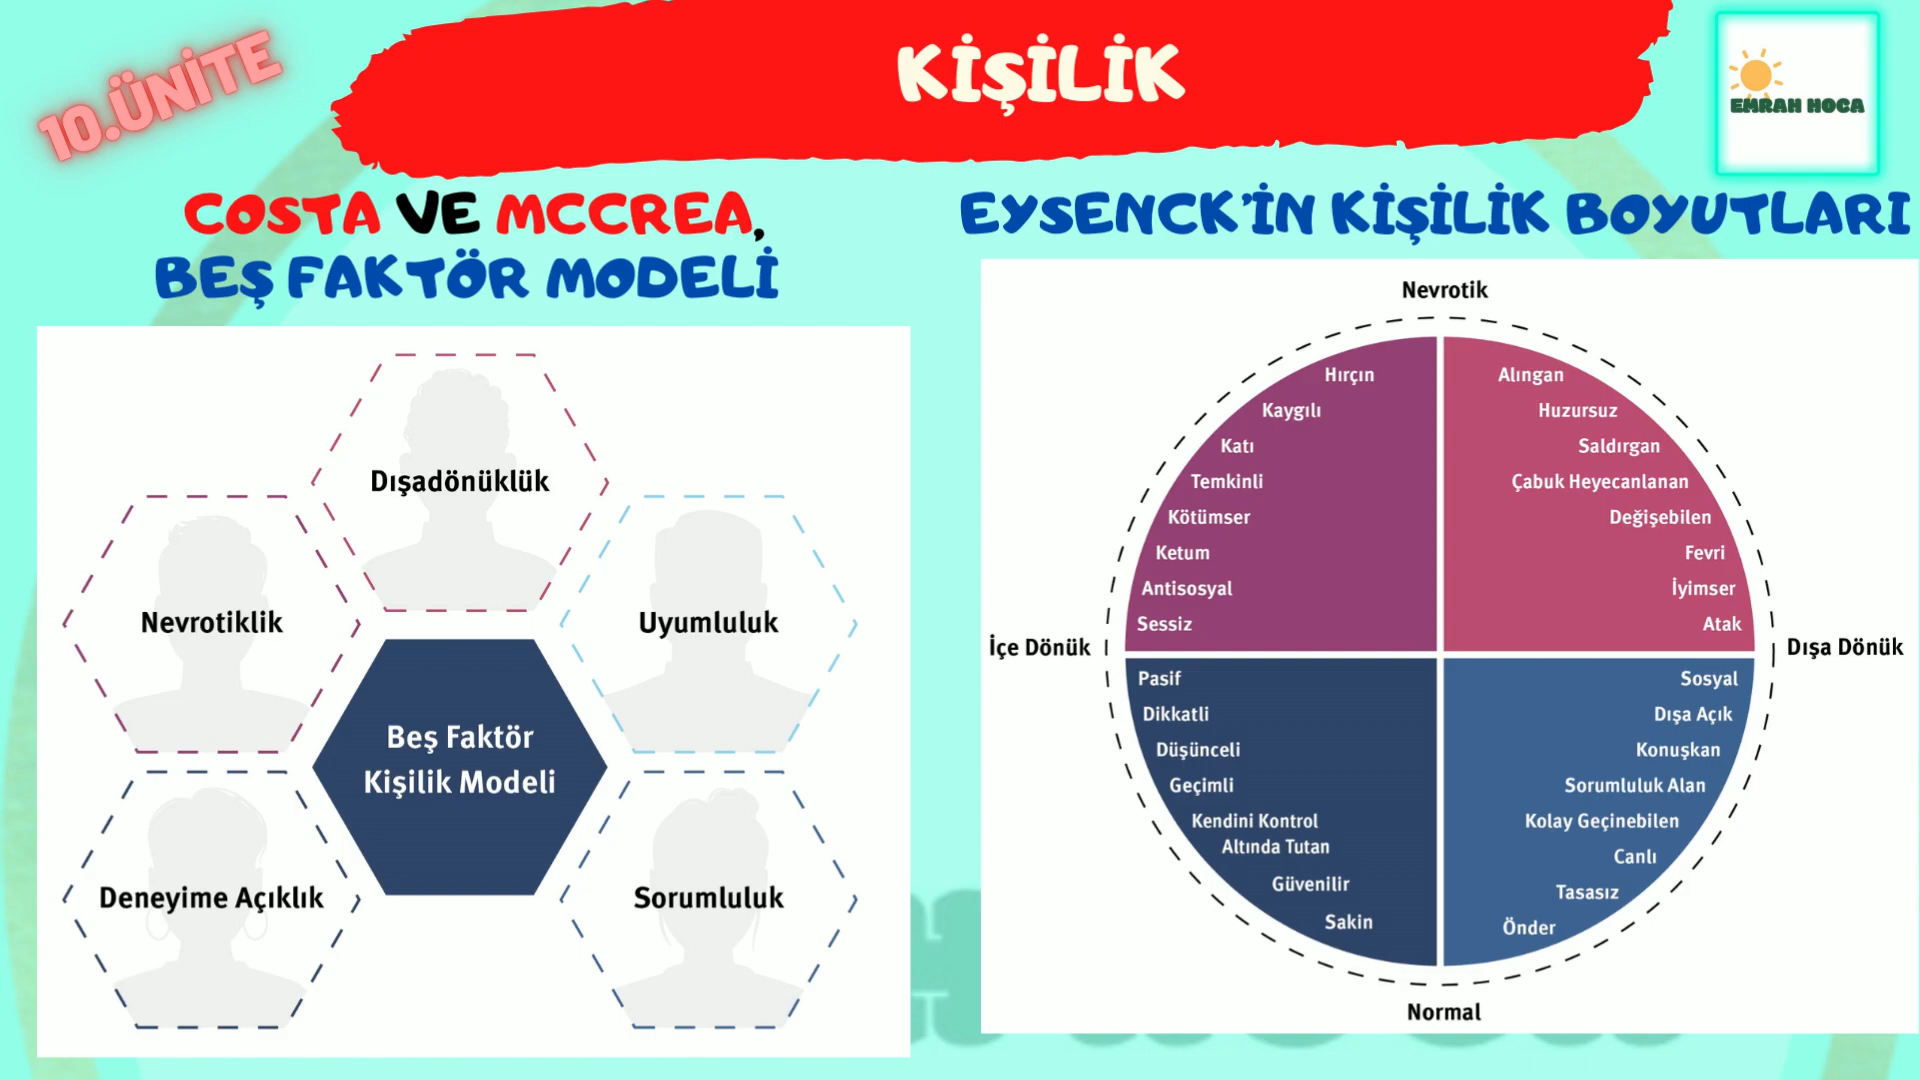 10.ÜNİTE
KİŞİLİK
EMRAH HOCA
COSTA VE MCCREA,
BEŞ FAKTÖR MODELİ
Dışadönüklük
Nevrotiklik
Uyumluluk
Beş Faktör
Kişilik Modeli
Deneyime Açıklık
Sorumluluk
EYSENCK'İN KİŞİLİK BOYUTLARI
Nevrotik
Hırçın
Kaygılı
Katı
Temkinli
Kötümser
Ketum
Antisosyal
Sessiz
Alıngan
Huzursuz
Saldırgan
Çabuk Heyecanlanan
Değişebilen
Fevri
İyimser
Atak
İçe Dönük
Dışa Dönük
Pasif
Dikkatli
Düşünceli
Geçimli
Kendini Kontrol
Altında Tutan
Güvenilir
Sakin
Sosyal
Dışa Açık
Konuşkan
Sorumluluk Alan
Kolay Geçinebilen
Canlı
Tasasız
Önder
Normal